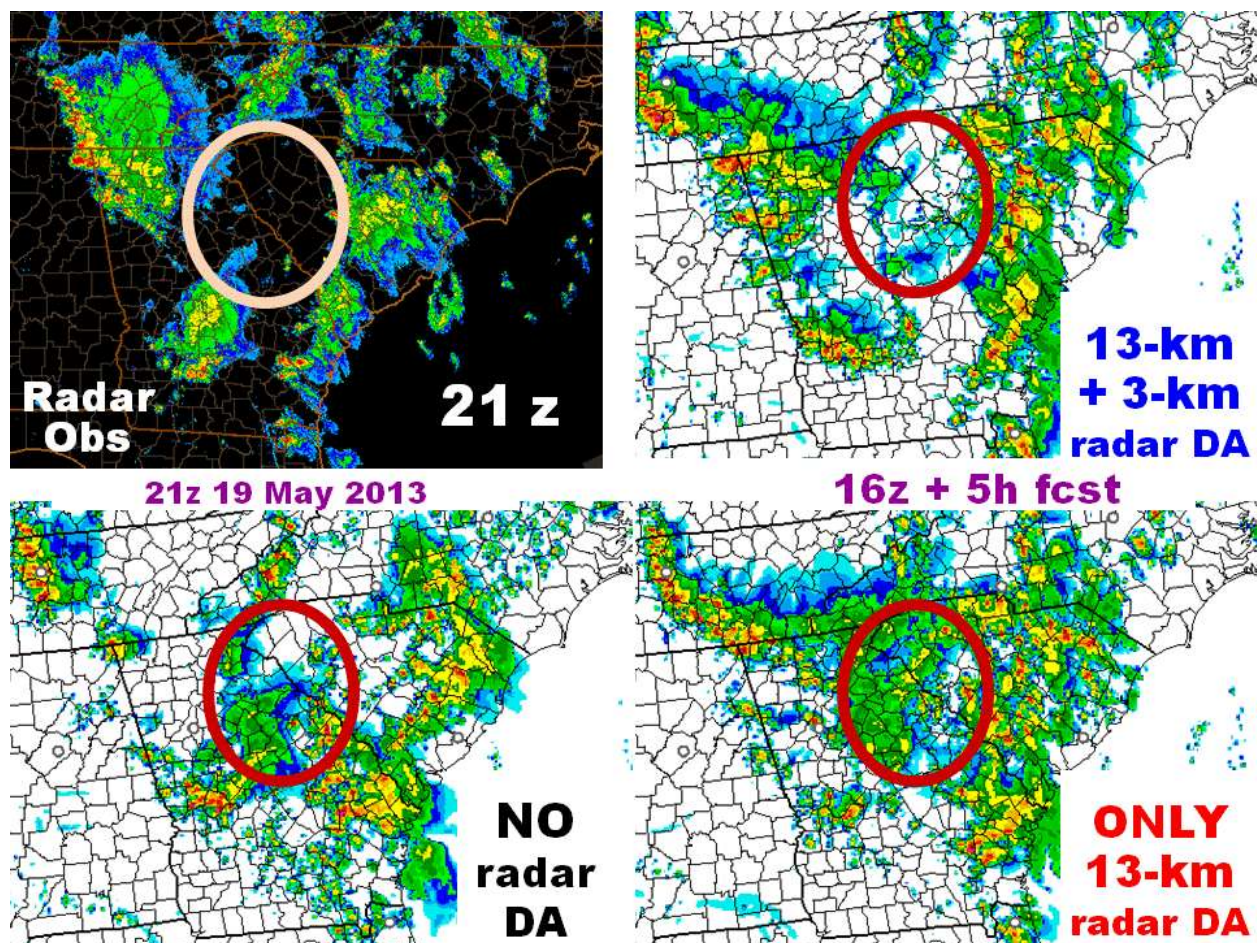 Radar
Obs
21 z
13-km
+ 3-km
radar DA
21z 19 May 2013
16z + 5h fcst
NO
radar
DA
ONLY
13-km
radar DA